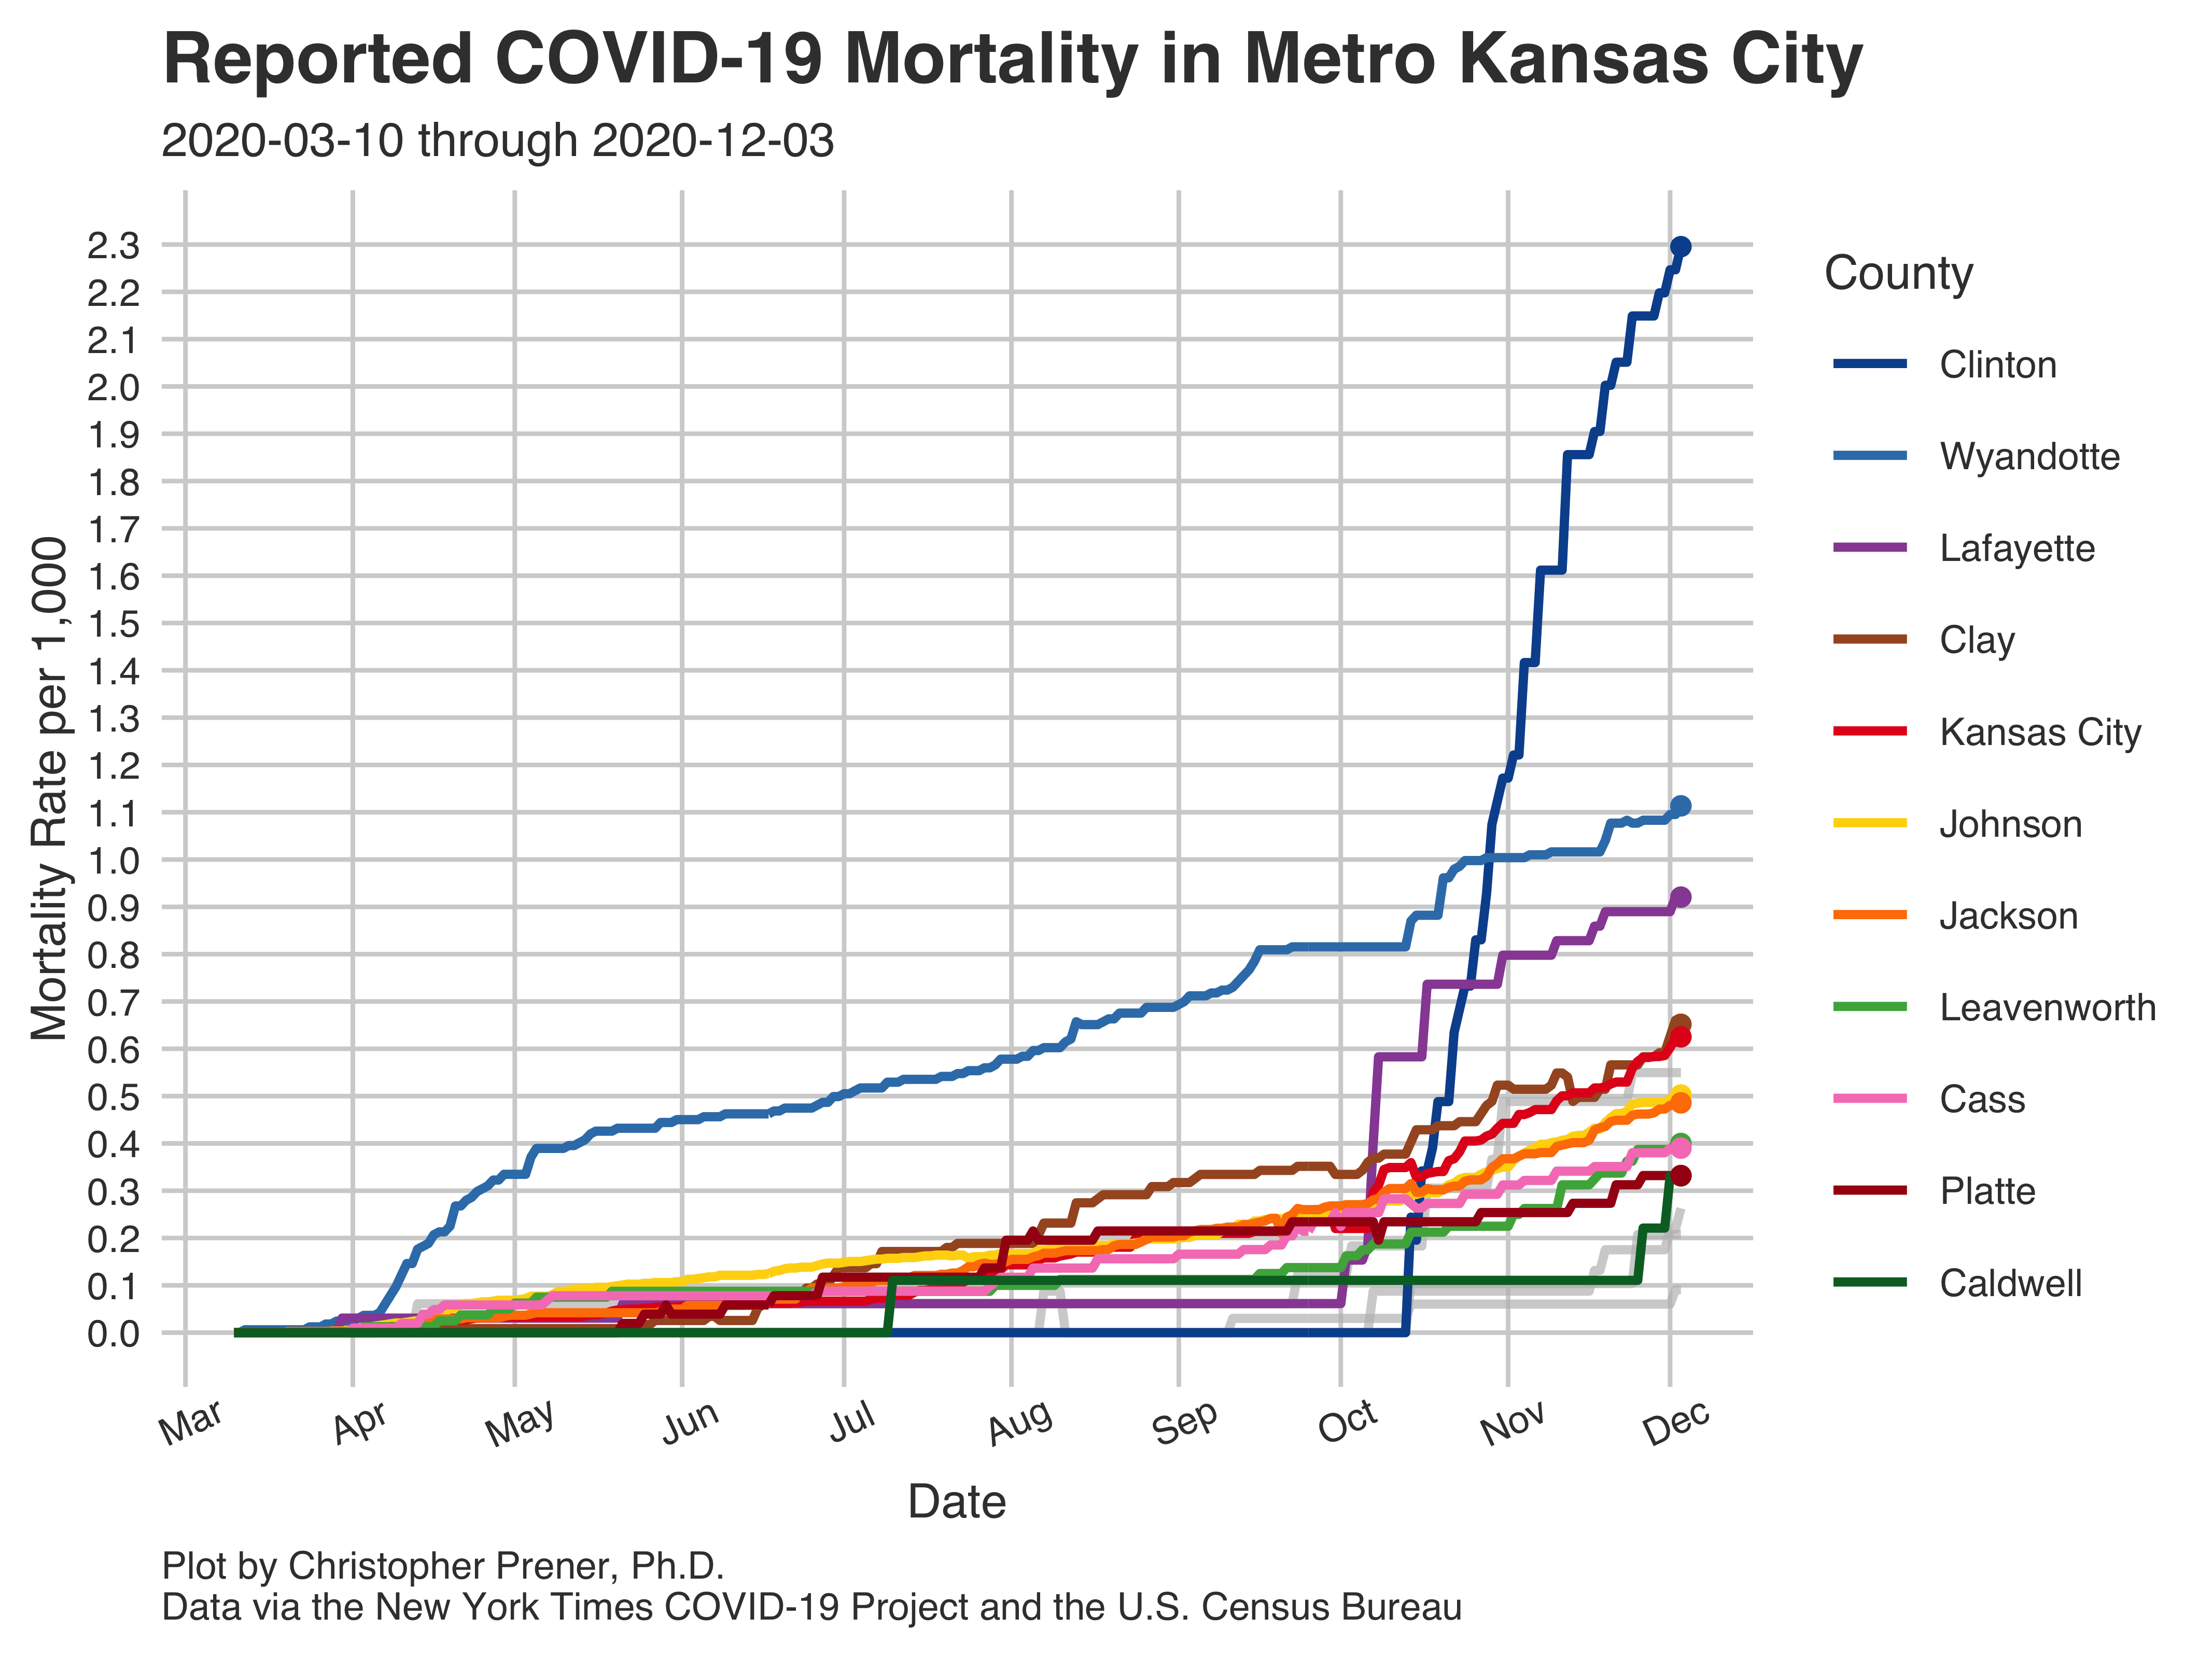 Reported COVID-19 Mortality in Metro Kansas City
2020-03-10 through 2020-12-03
Mortality Rate per 1,000
2.3
2.2
2.1
2.0
1.9
1.8
1.7
1.6
1.5
1.4
1.3
1.2
1.1
1.0
0.9
0.8
0.7
0.6
0.5
0.4
0.3
0.2
0.1
0.0
Mar
Apr
May
Jun
Jul
Aug
Sep
Oct
Nov
Dec
Date
County
Clinton
Wyandotte
Lafayette
Clay
Kansas City
Johnson
Jackson
Leavenworth
Cass
Platte
Caldwell
Plot by Christopher Prener, Ph.D.
Data via the New York Times COVID-19 Project and the U.S. Census Bureau